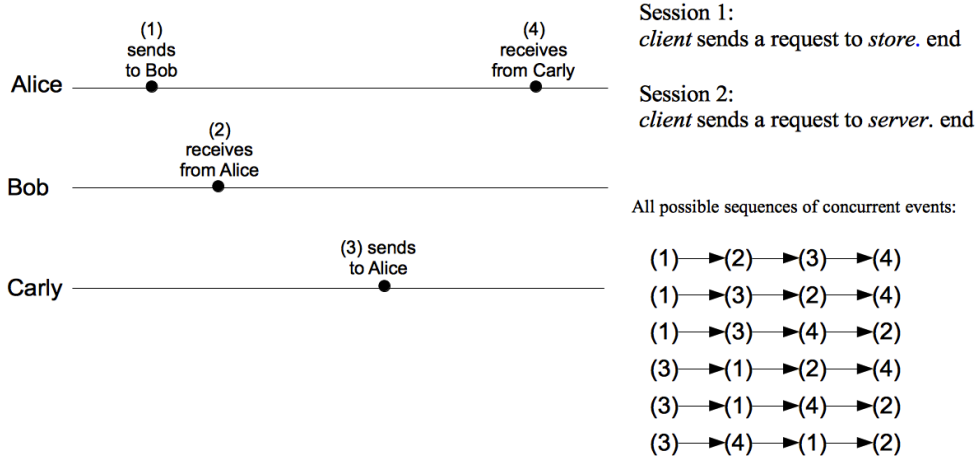 (1)
sends
to Bob
(4)
receives
from Carly
Alice
(2)
receives
from Alice
Bob
(3) sends
to Alice
Carly
Session 1:
client sends a request to store. end
Session 2:
client sends a request to server. end
All possible sequences of concurrent events:
(1) (2) (3) (4)
(1) (3) (2) (4)
(1) (3) (4) (2)
(3) (1) (2) (4)
(3) (1) (4) (2)
(3) (4) (1) (2)